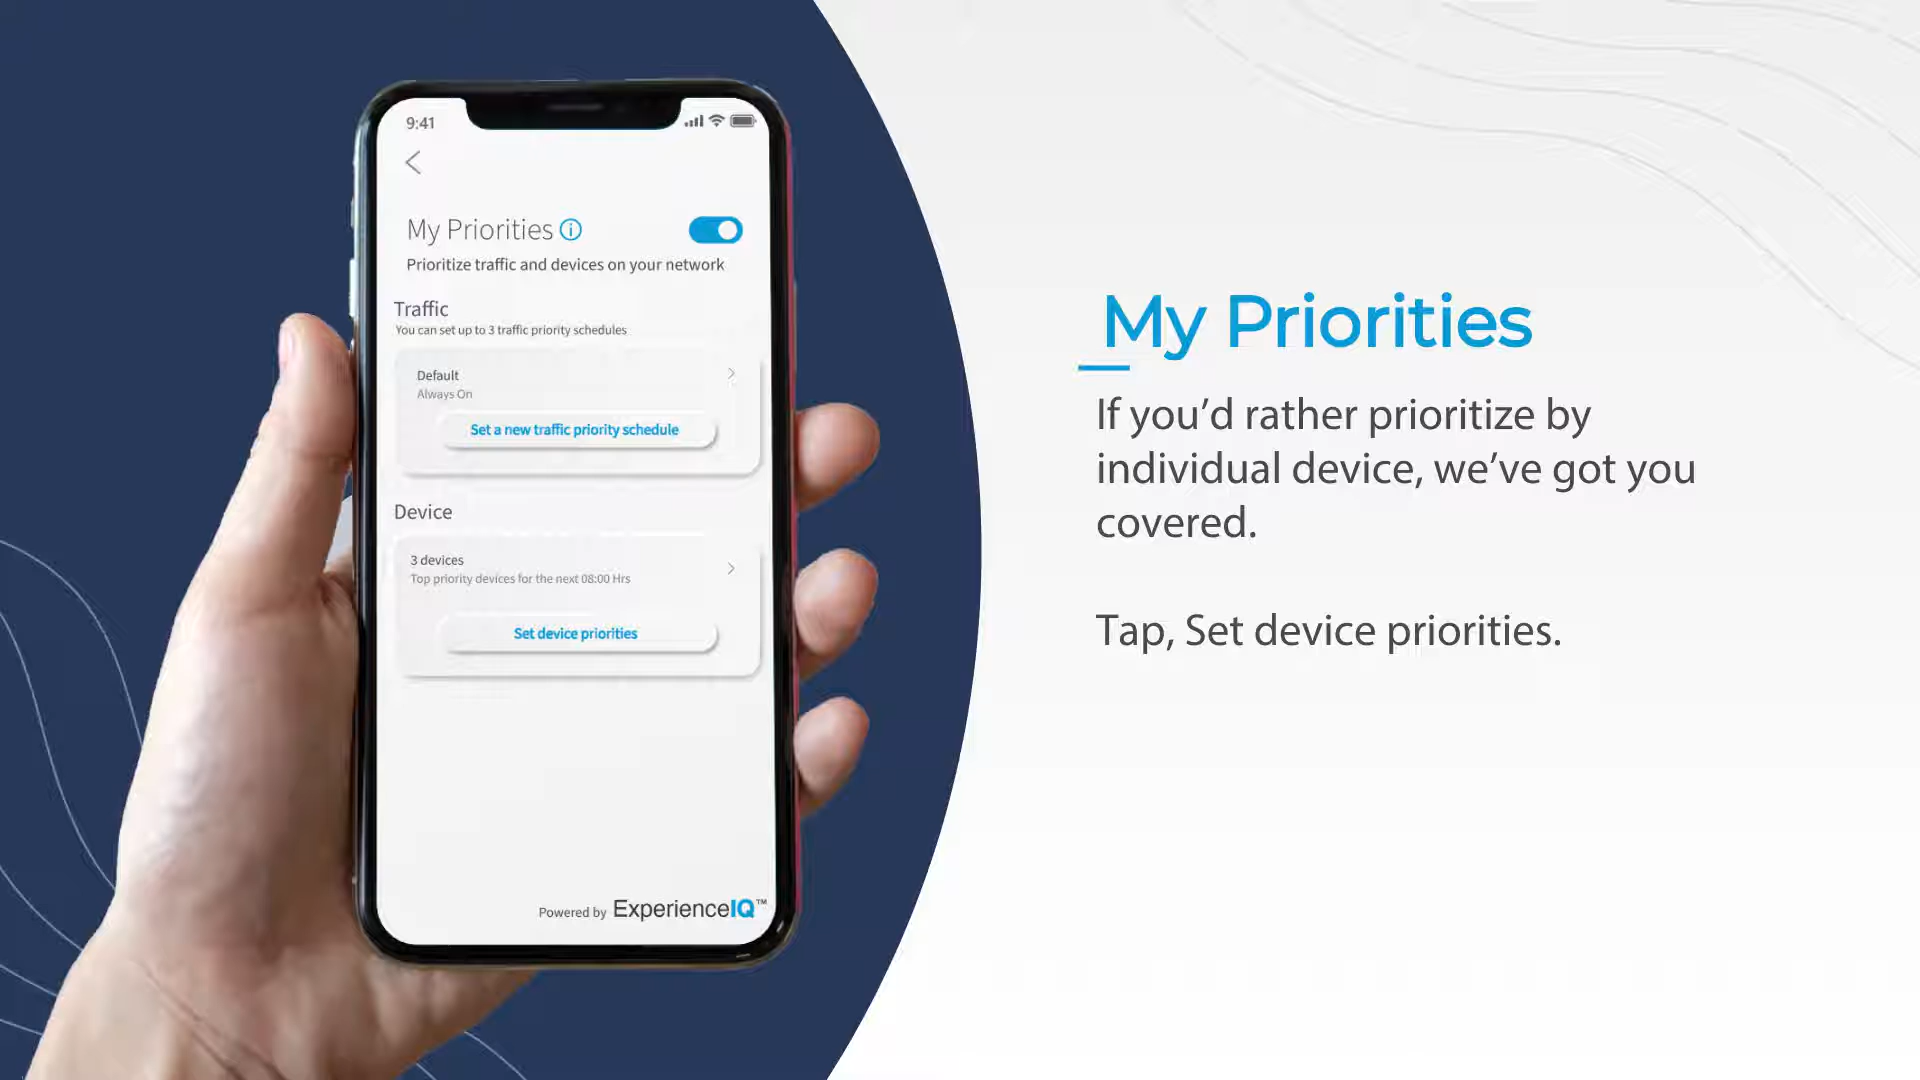 9:41
My Priorities
Prioritize traffic and devices on your network
Traffic
You can set up to 3 traffic priority schedules
Default
Always On
Set a new traffic priority schedule
Device
3 devices
Top priority devices for the next 08:00 Hrs
Set device priorities
Powered by ExperienceIQ™
My Priorities
If you’d rather prioritize by
individual device, we’ve got you
covered.
Tap, Set device priorities.